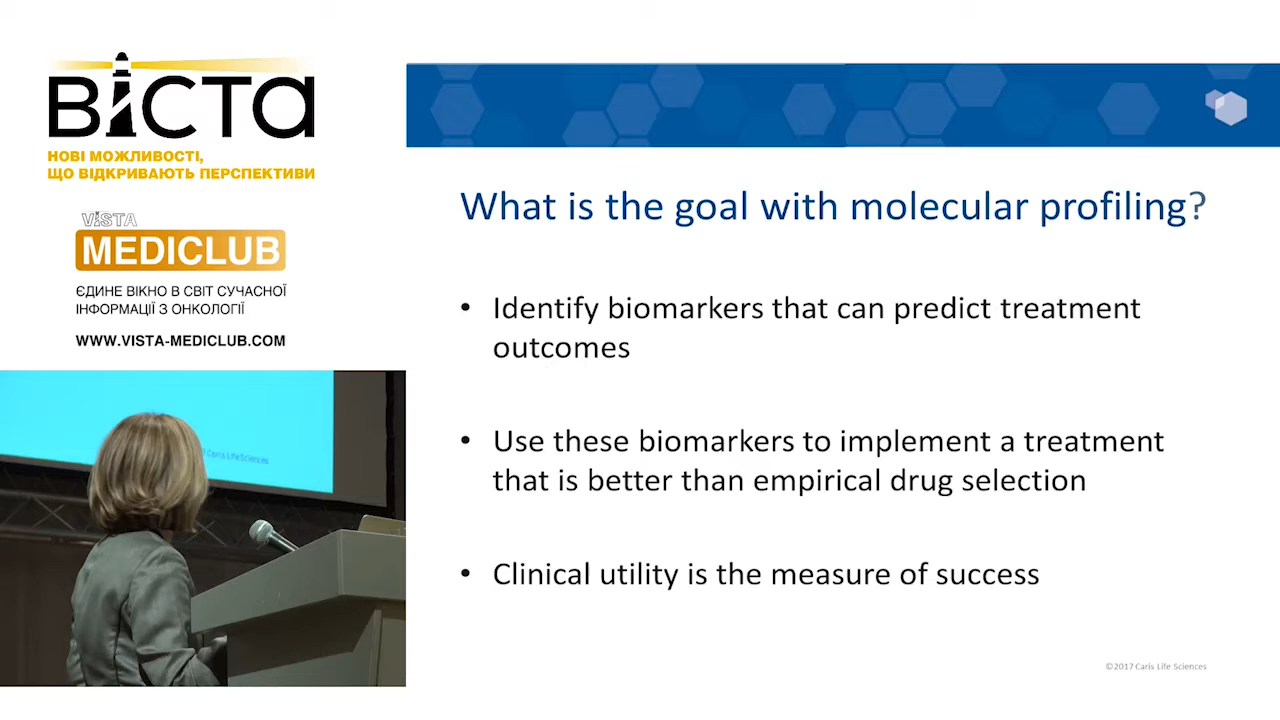 віста
НОВІ МОЖЛИВОСТІ,
ЩО ВІДКРИВАЮТЬ ПЕРСПЕКТИВИ
ViSTA
MEDICLUB
ЄДИНЕ ВІКНО В СВІТ СУЧАСНОЇ
ІНФОРМАЦІЇ З ОНКОЛОГІЇ
WWW.VISTA-MEDICLUB.COM
Caris LifeSciences
What is the goal with molecular profiling?
• Identify biomarkers that can predict treatment
outcomes
• Use these biomarkers to implement a treatment
that is better than empirical drug selection
• Clinical utility is the measure of success
©2017 Caris Life Sciences